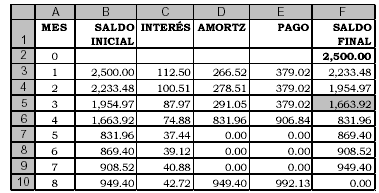 A B C D E F
1 MES SALDO INICIAL INTERÉS AMORTZ PAGO SALDO FINAL
2 0 2,500.00
3 1 2,500.00 112.50 266.52 379.02 2,233.48
4 2 2,233.48 100.51 278.51 379.02 1,954.97
5 3 1,954.97 87.97 291.05 379.02 1,663.92
6 4 1,663.92 74.88 831.96 906.84 831.96
7 5 831.96 37.44 0.00 0.00 869.40
8 6 869.40 39.12 0.00 0.00 908.52
9 7 908.52 40.88 0.00 0.00 949.40
10 8 949.40 42.72 949.40 992.13 0.00